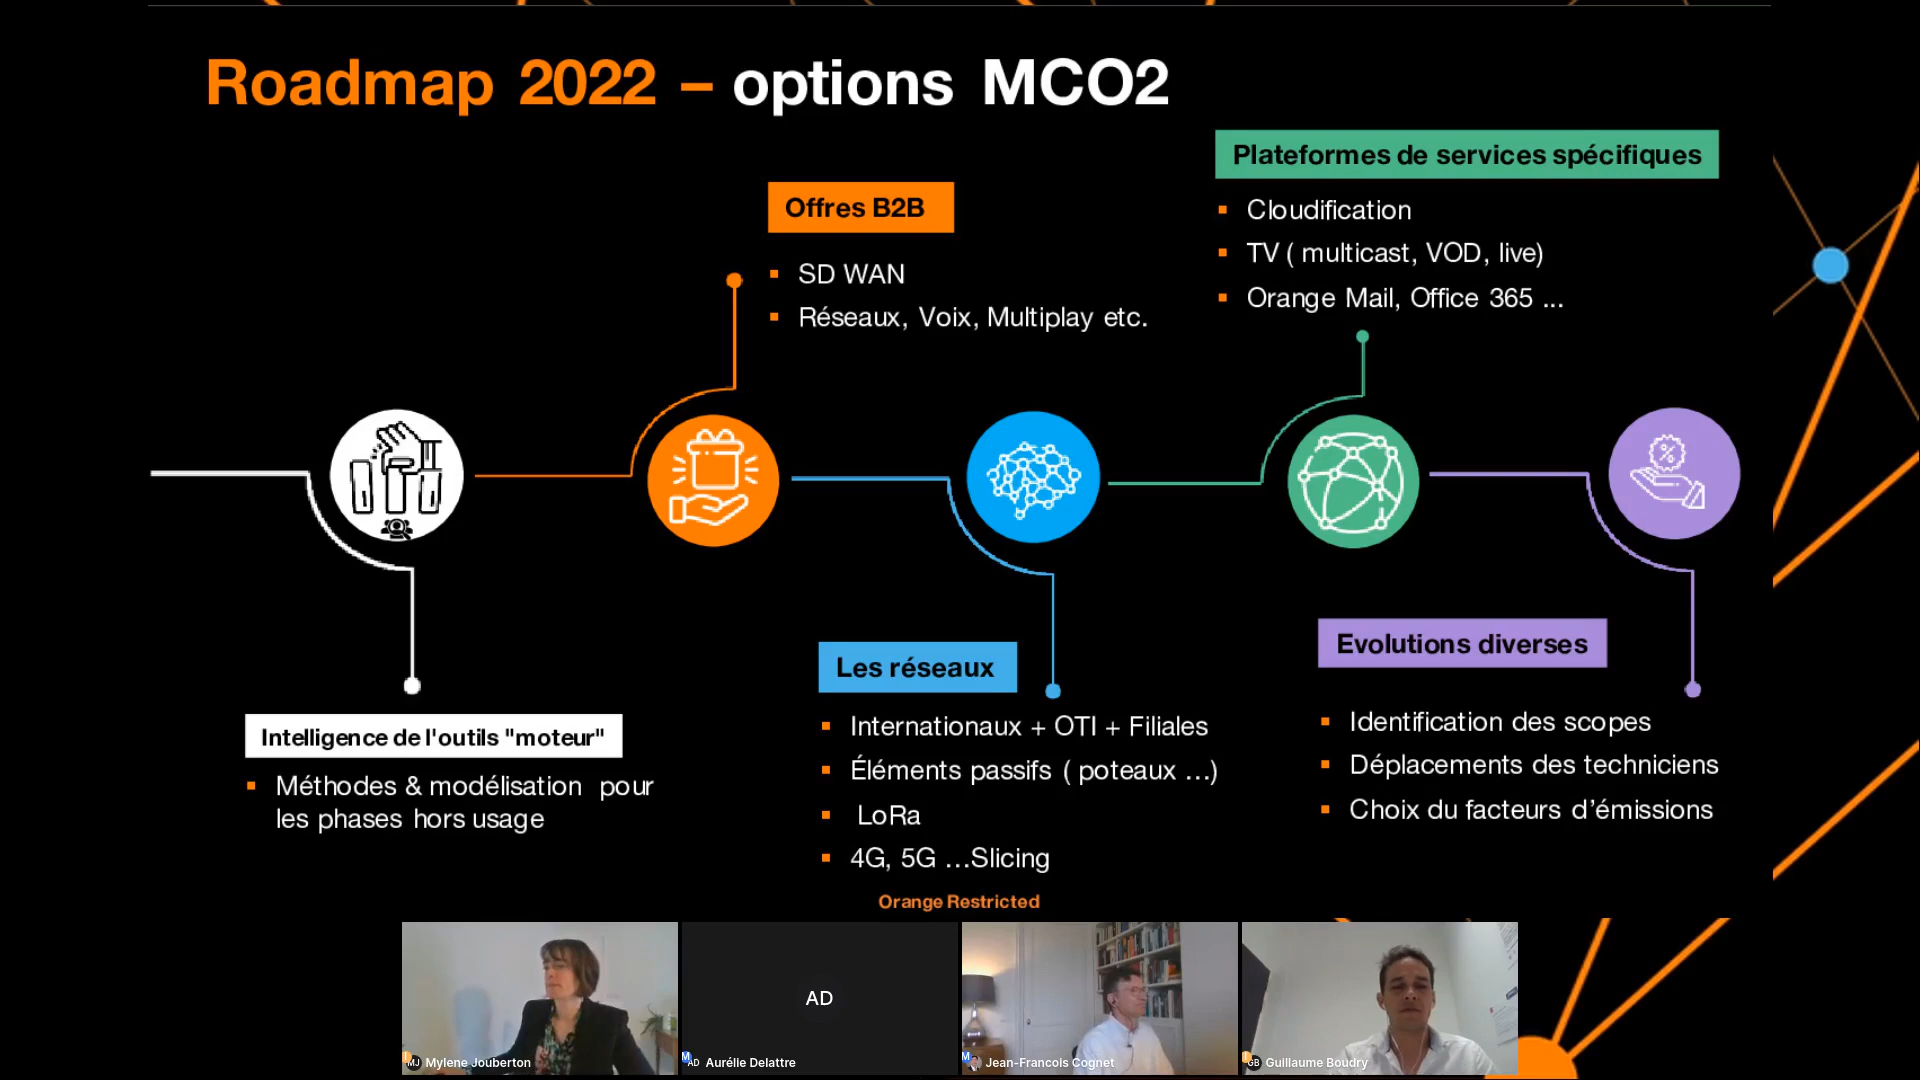 Roadmap 2022 – options MCO2
Plateformes de services spécifiques
Cloudification
TV ( multicast, VOD, live)
Orange Mail, Office 365 ...
Offres B2B
SD WAN
Réseaux, Voix, Multiplay etc.
%
Intelligence de l'outils "moteur"
Méthodes & modélisation pour
les phases hors usage
Les réseaux
Internationaux + OTI + Filiales
Éléments passifs ( poteaux …)
LoRa
4G, 5G …Slicing
Evolutions diverses
Identification des scopes
Déplacements des techniciens
Choix du facteurs d’émissions
Orange Restricted
AD
MJ Mylene Jouberton
M AD Aurélie Delattre
M Jean-Francois Cognet
GB Guillaume Boudry